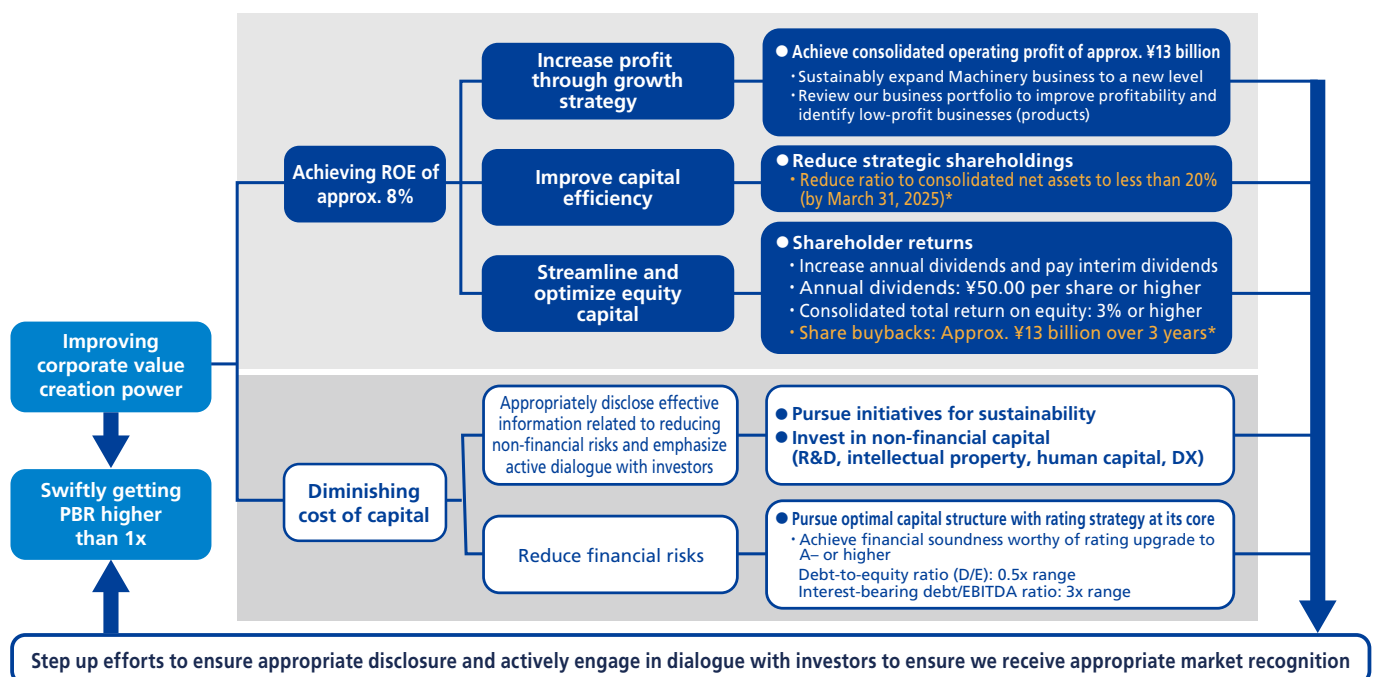 Improving
corporate value
creation power
Swiftly getting
PBR higher
than 1x
Achieving ROE of
approx. 8%
Increase profit
through growth
strategy
● Achieve consolidated operating profit of approx. ¥13 billion
・Sustainably expand Machinery business to a new level
・Review our business portfolio to improve profitability and
identify low-profit businesses (products)
Improve capital
efficiency
● Reduce strategic shareholdings
・Reduce ratio to consolidated net assets to less than 20%
(by March 31, 2025)*
Streamline and
optimize equity
capital
● Shareholder returns
・Increase annual dividends and pay interim dividends
・Annual dividends: ¥50.00 per share or higher
・Consolidated total return on equity: 3% or higher
・Share buybacks: Approx. ¥13 billion over 3 years*
Diminishing
cost of capital
Appropriately disclose effective
information related to reducing
non-financial risks and emphasize
active dialogue with investors
● Pursue initiatives for sustainability
● Invest in non-financial capital
(R&D, intellectual property, human capital, DX)
Reduce financial risks
● Pursue optimal capital structure with rating strategy at its core
・Achieve financial soundness worthy of rating upgrade to
A– or higher
Debt-to-equity ratio (D/E): 0.5x range
Interest-bearing debt/EBITDA ratio: 3x range
Step up efforts to ensure appropriate disclosure and actively engage in dialogue with investors to ensure we receive appropriate market recognition